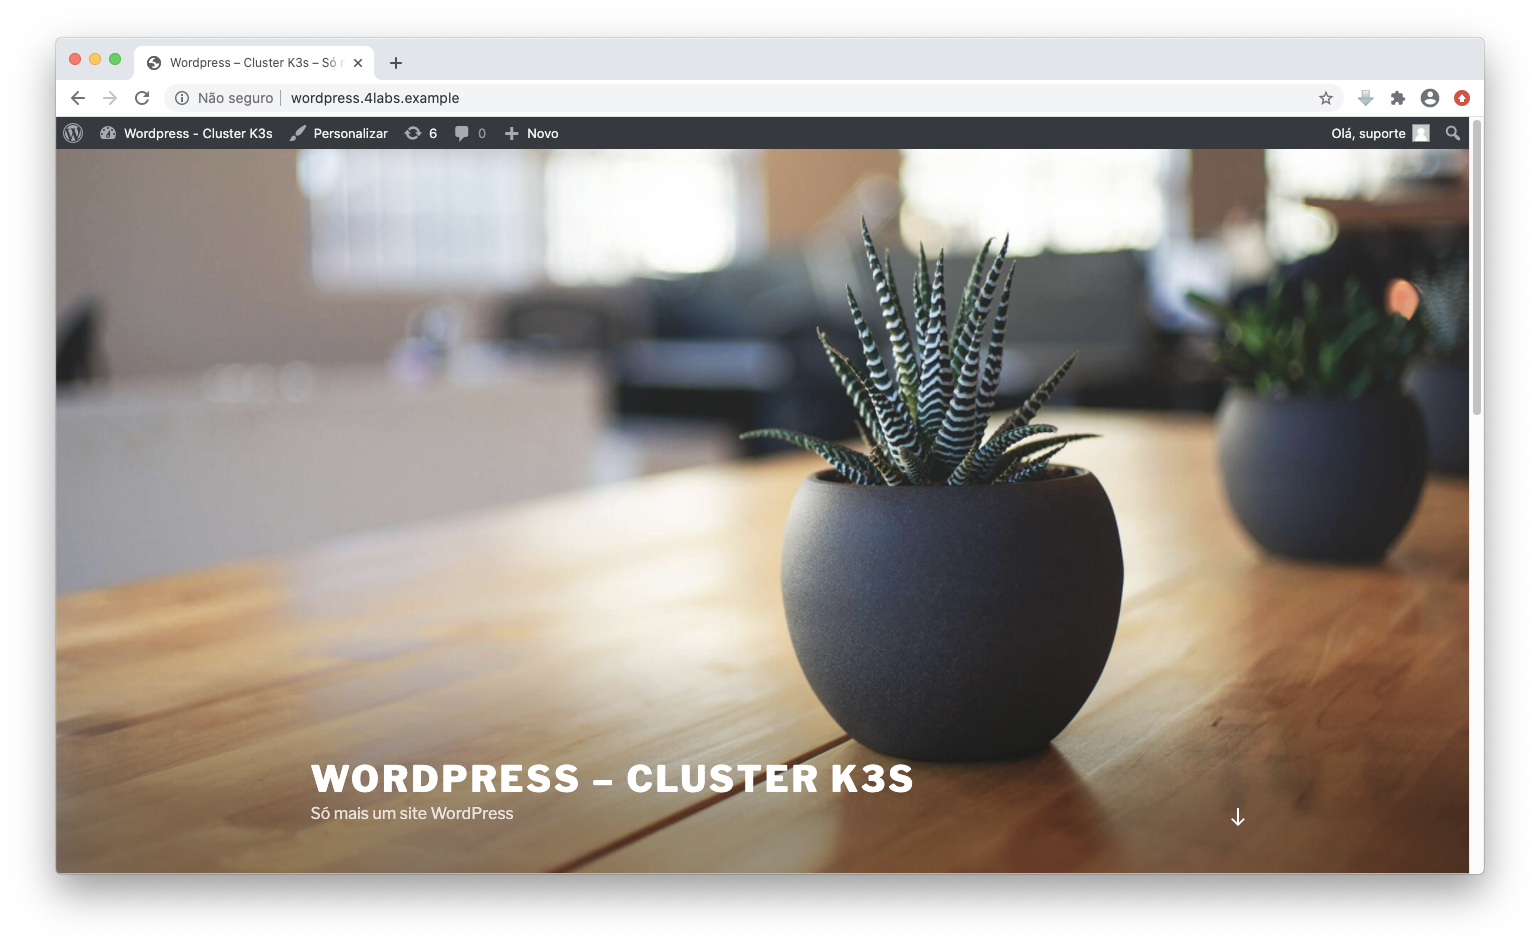 Wordpress – Cluster K3s – Só
Não seguro
wordpress.4labs.example
Wordpress - Cluster K3s
Personalizar
6
0
Novo
Olá, suporte
WORDPRESS – CLUSTER K3S
Só mais um site WordPress